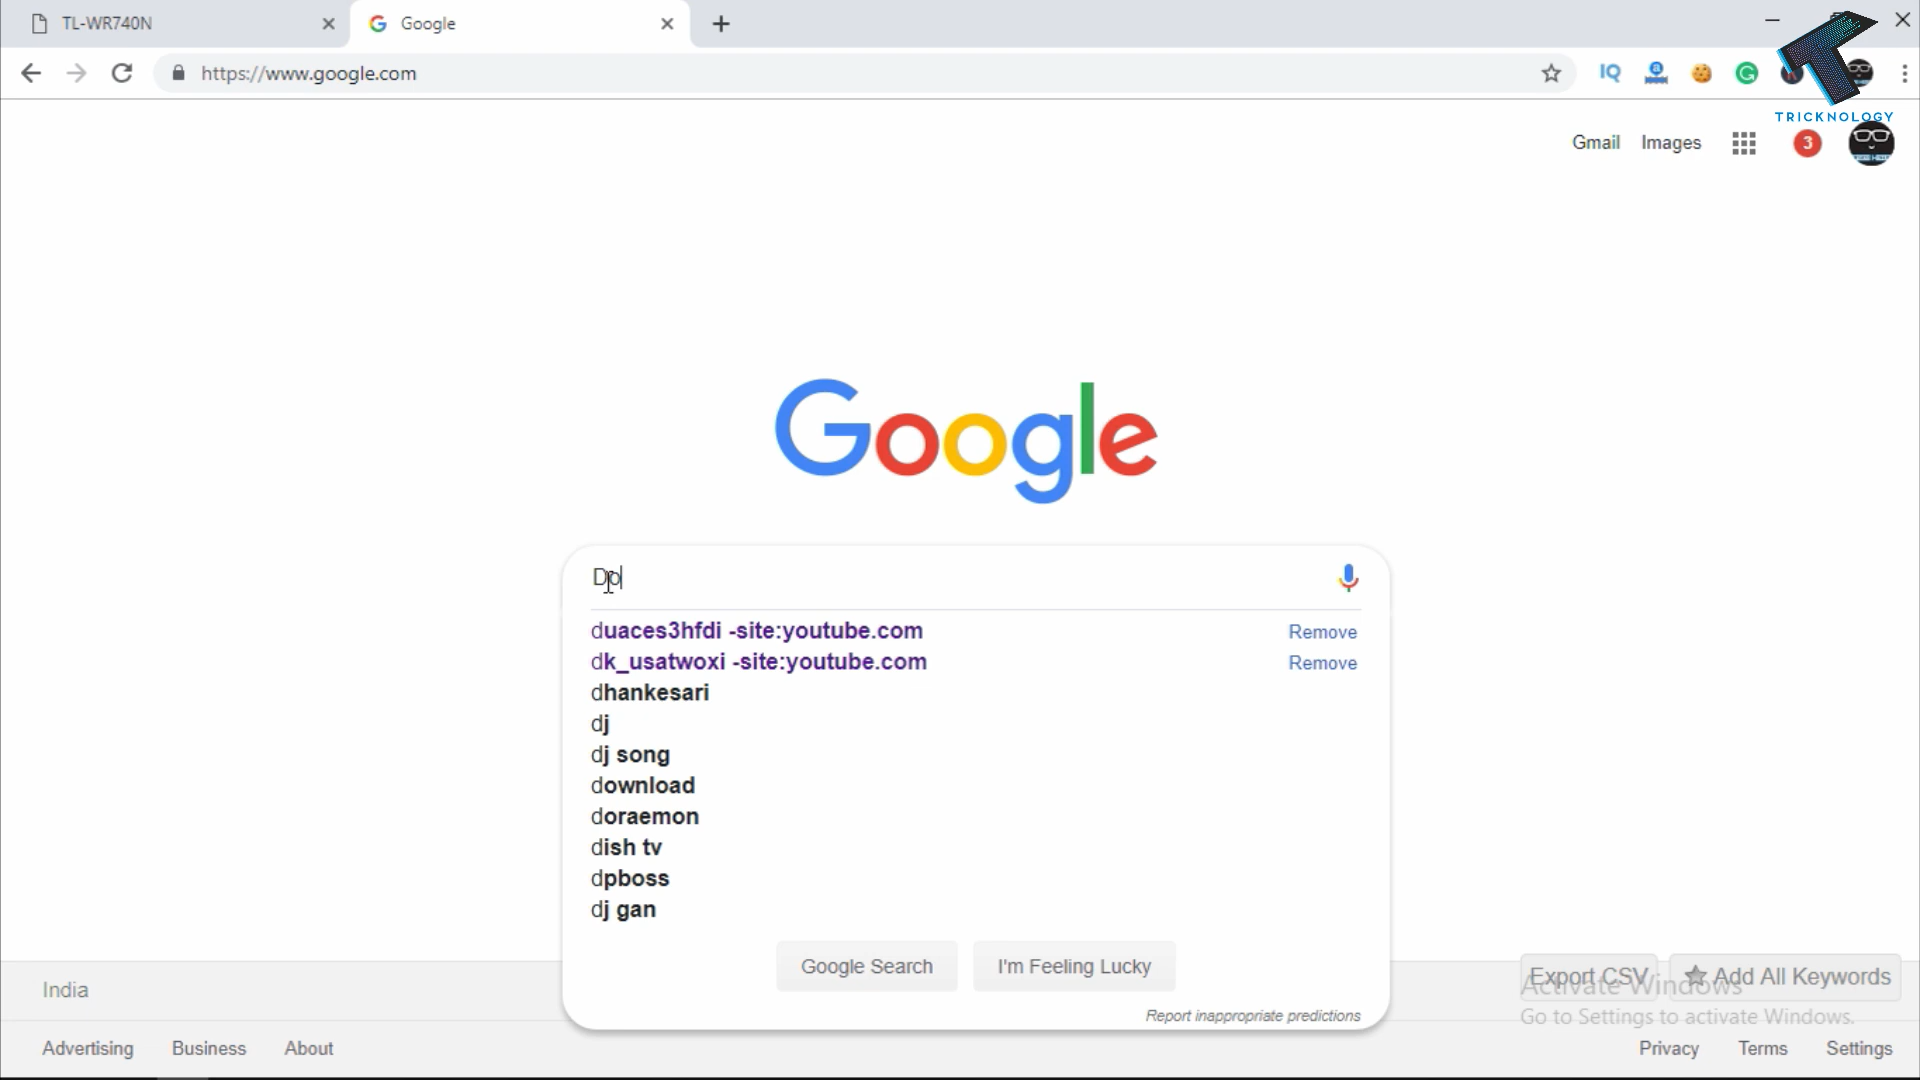 TL-WR740N
Google
https://www.google.com
IQ
TRICKNOLOGY
Gmail Images 3
Google
Do
duaces3hfdi -site:youtube.com Remove
dk_usatwoxi -site:youtube.com Remove
dhankesari
dj
dj song
download
doraemon
dish tv
dpboss
dj gan
Google Search I'm Feeling Lucky
Report inappropriate predictions
Export CSV Add All Keywords
Activate Windows
Go to Settings to activate Windows.
India
Advertising Business About Privacy Terms Settings